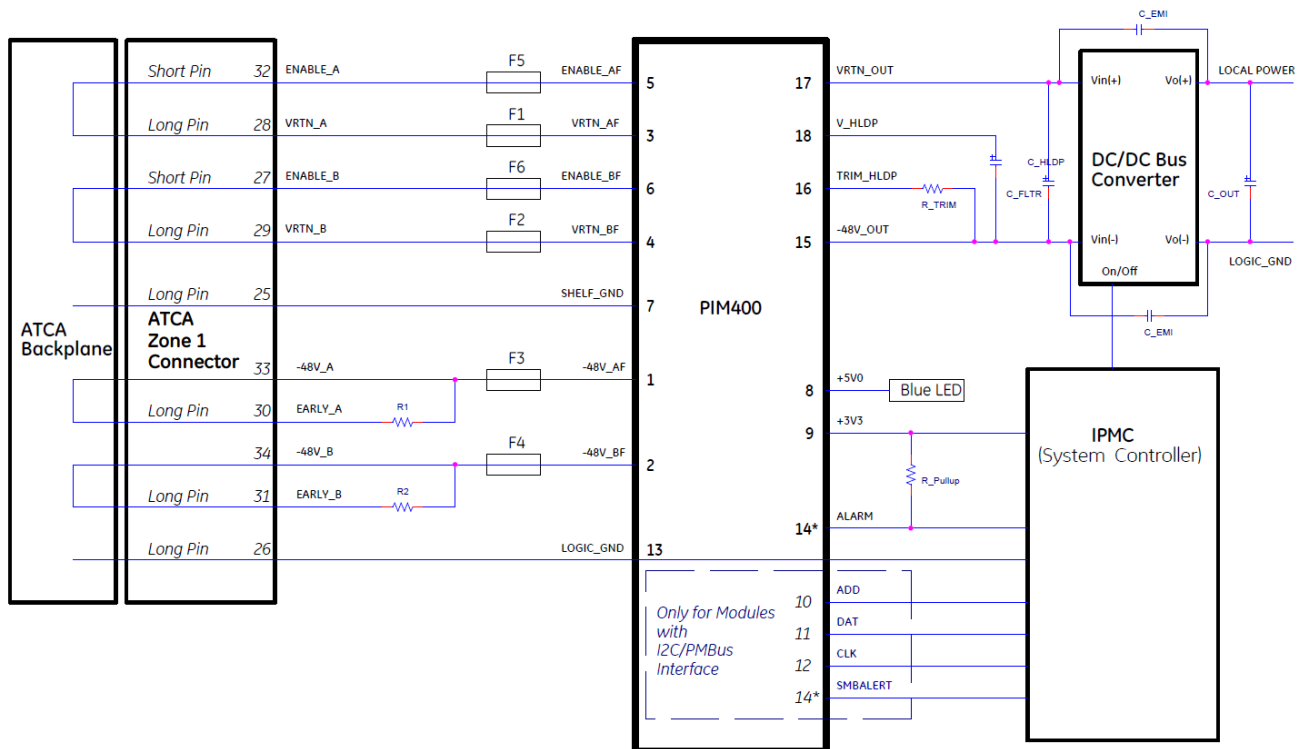 C_EMI
Short Pin 32 ENABLE_A F5 ENABLE_AF 5
17 VRTN_OUT Vin(+) Vo(+) LOCAL POWER
Long Pin 28 VRTN_A F1 VRTN_AF 3
18 V_HLDP
Short Pin 27 ENABLE_B F6 ENABLE_BF 6
16 TRIM_HLDP
R_TRIM
C_HLDP
C_FLTR
DC/DC Bus
Converter
C_OUT
Long Pin 29 VRTN_B F2 VRTN_BF 4
15 -48V_OUT Vin(-) Vo(-)
LOGIC_GND
On/Off
C_EMI
Long Pin 25 SHELF_GND 7
PIM400
ATCA
Backplane
ATCA
Zone 1
Connector
33 -48V_A F3 -48V_AF 1
Long Pin 30 EARLY_A R1
8 +5V0 Blue LED
9 +3V3
34 -48V_B F4 -48V_BF 2
Long Pin 31 EARLY_B R2
R_Pullup
IPMC
(System Controller)
14* ALARM
Long Pin 26 LOGIC_GND 13
Only for Modules
with
I2C/PMBus
Interface
10 ADD
11 DAT
12 CLK
14* SMBALERT